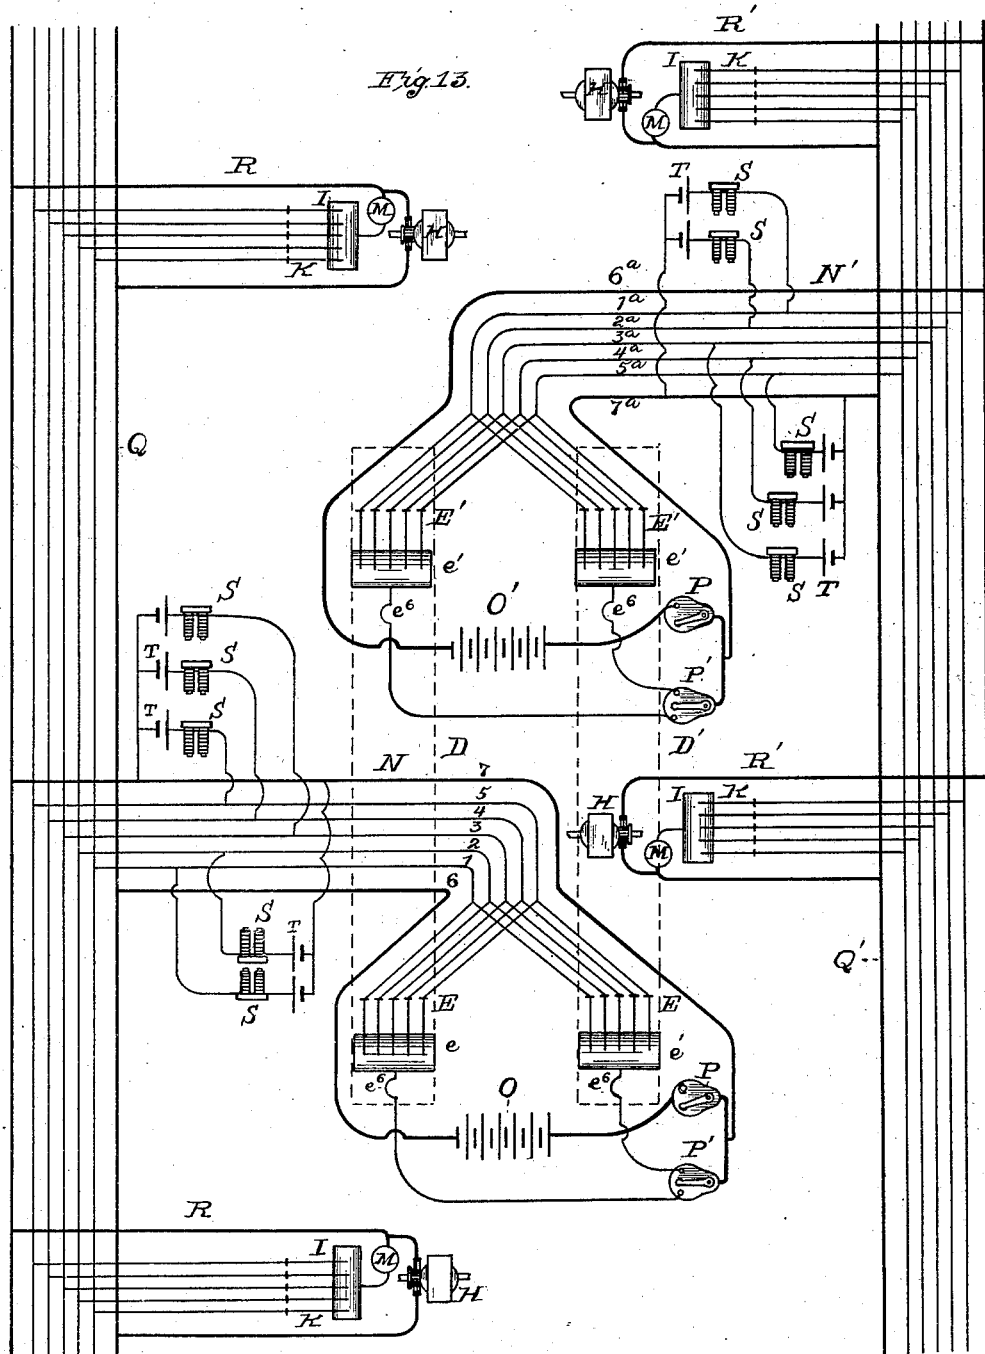 R'
Fig. 13.
I K
H
M
R
T S
I
M
S
H
K
6ᵃ N'
1ᵃ
2ᵃ
3ᵃ
4ᵃ
5ᵃ
7ᵃ
Q
S
E' E'
S
e' e'
S T
O'
e⁶ e⁶ P
S
T S
P'
T S
N D D' R'
7
5
H I K
4
3
M
2
1
6
S T
Q'
S
E E
e e'
e⁶ O e⁶ P
P'
R
I M
H
K